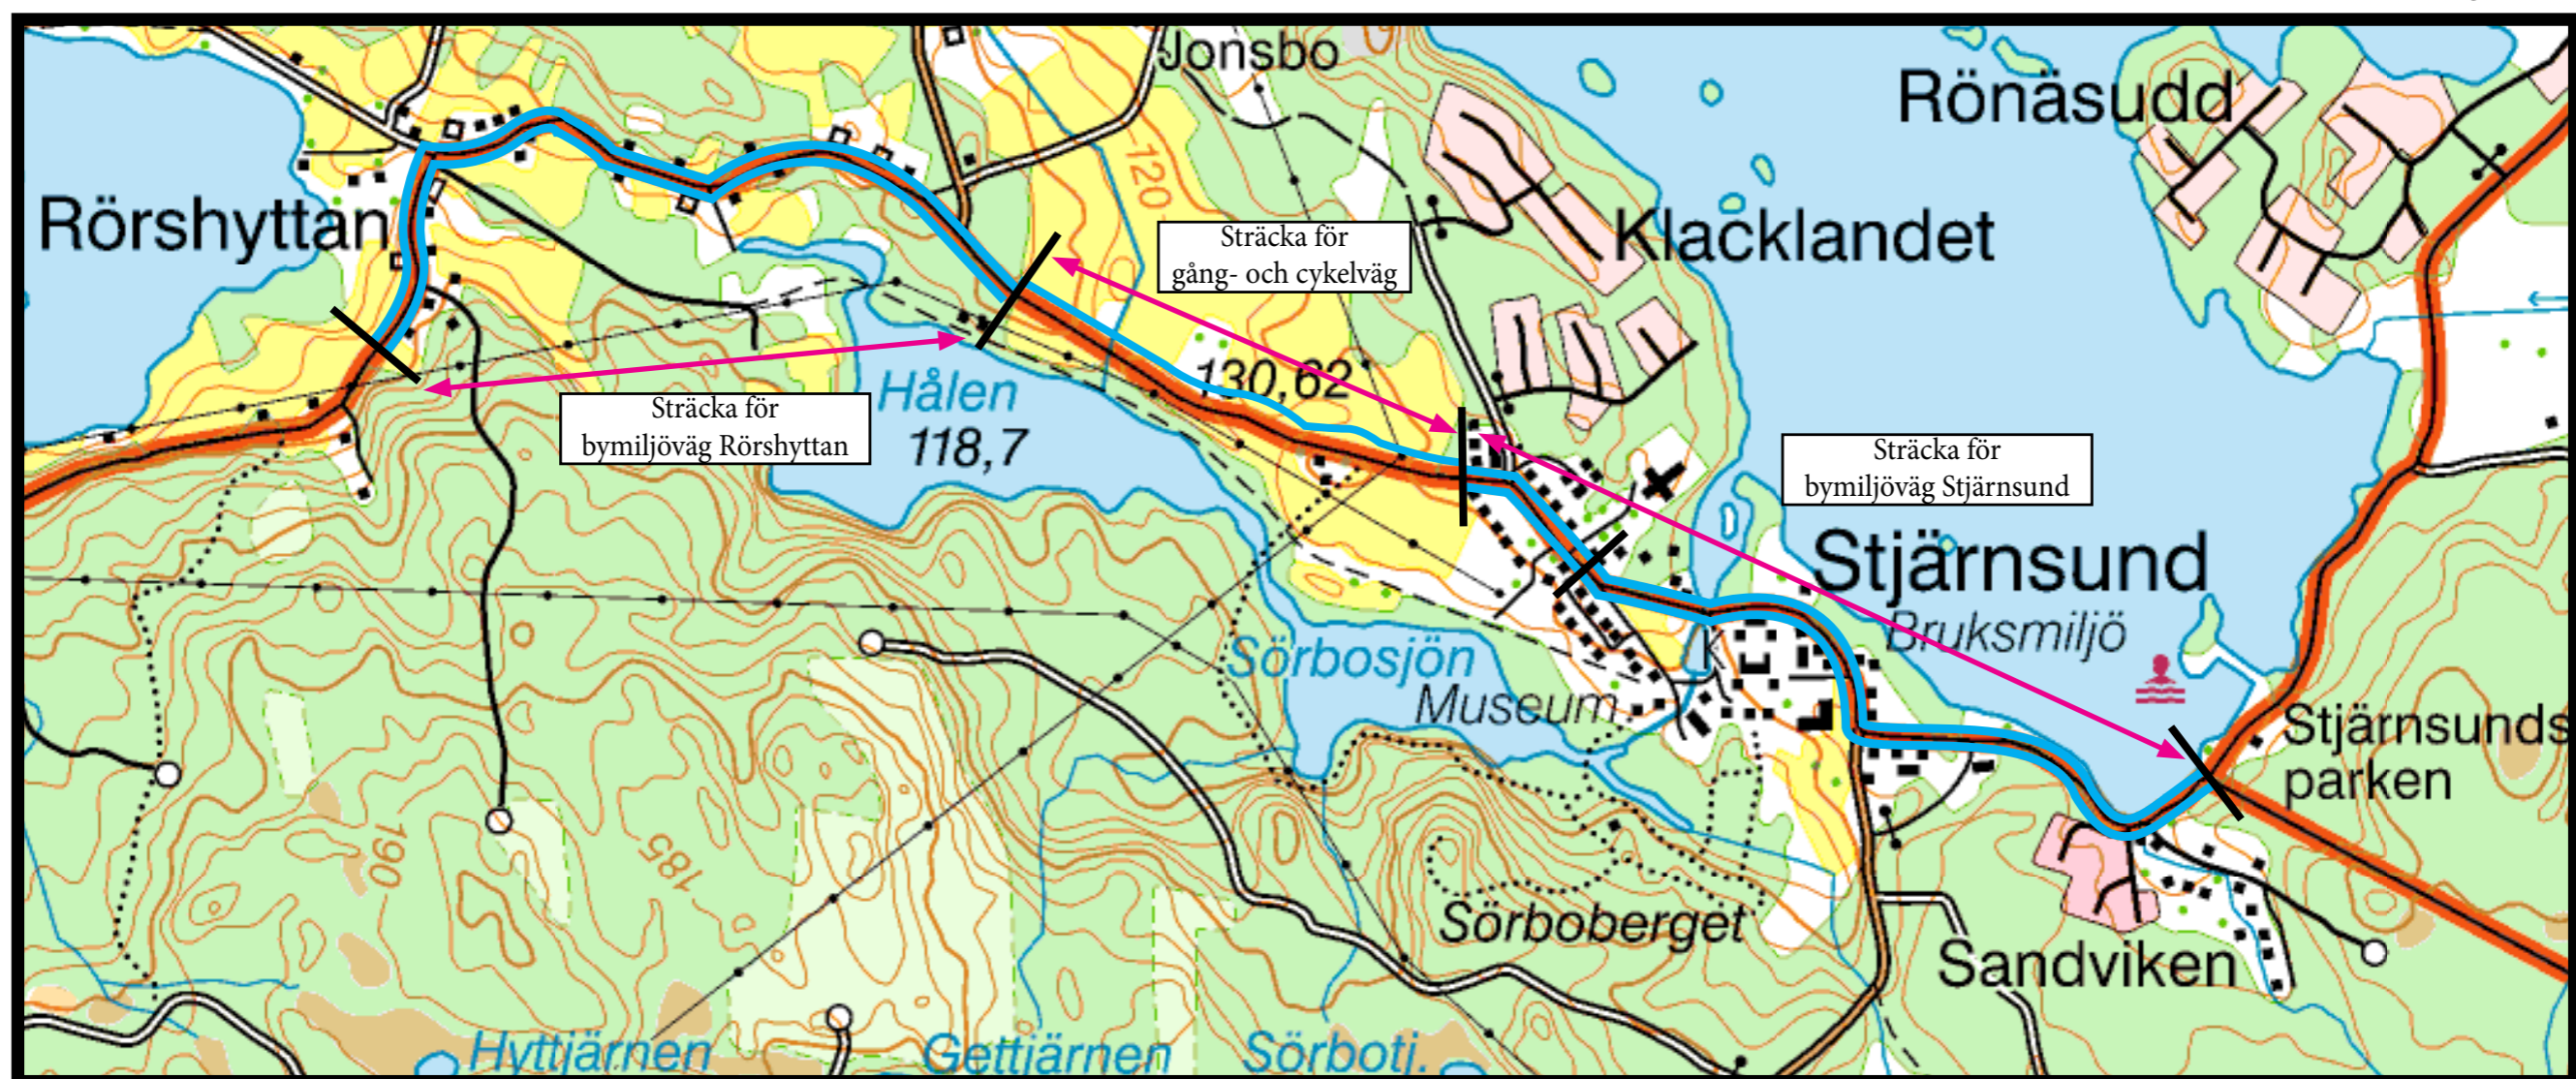 Jonsbo
Rönäsudd
120
Rörshyttan
Klacklandet
Sträcka för
gång- och cykelväg
130,62
Hålen
118,7
Sträcka för
bymiljöväg Rörshyttan
Sträcka för
bymiljöväg Stjärnsund
Stjärnsund
Bruksmiljö
Sörbosjön
Museum
Stjärnsunds
parken
190
185
Sörboberget
Sandviken
Hyttjärnen
Gettjärnen
Sörbotj.